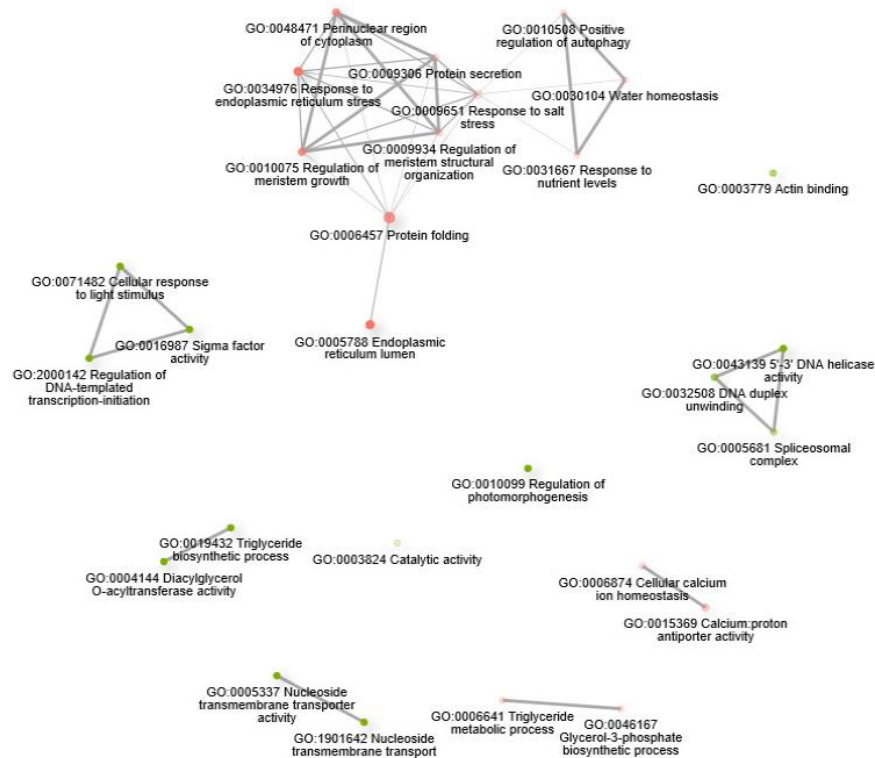 GO:0048471 Perinuclear region
of cytoplasm
GO:0010508 Positive
regulation of autophagy
GO:0009306 Protein secretion
GO:0034976 Response to
endoplasmic reticulum stress
GO:0030104 Water homeostasis
GO:0009651 Response to salt
stress
GO:0009934 Regulation of
meristem structural
organization
GO:0010075 Regulation of
meristem growth
GO:0031667 Response to
nutrient levels
GO:0003779 Actin binding
GO:0006457 Protein folding
GO:0071482 Cellular response
to light stimulus
GO:0016987 Sigma factor
activity
GO:2000142 Regulation of
DNA-templated
transcription-initiation
GO:0005788 Endoplasmic
reticulum lumen
GO:0043139 5'-3' DNA helicase
activity
GO:0032508 DNA duplex
unwinding
GO:0005681 Spliceosomal
complex
GO:0010099 Regulation of
photomorphogenesis
GO:0019432 Triglyceride
biosynthetic process
GO:0004144 Diacylglycerol
O-acyltransferase activity
GO:0003824 Catalytic activity
GO:0006874 Cellular calcium
ion homeostasis
GO:0015369 Calcium:proton
antiporter activity
GO:0005337 Nucleoside
transmembrane transporter
activity
GO:1901642 Nucleoside
transmembrane transport
GO:0006641 Triglyceride
metabolic process
GO:0046167
Glycerol-3-phosphate
biosynthetic process